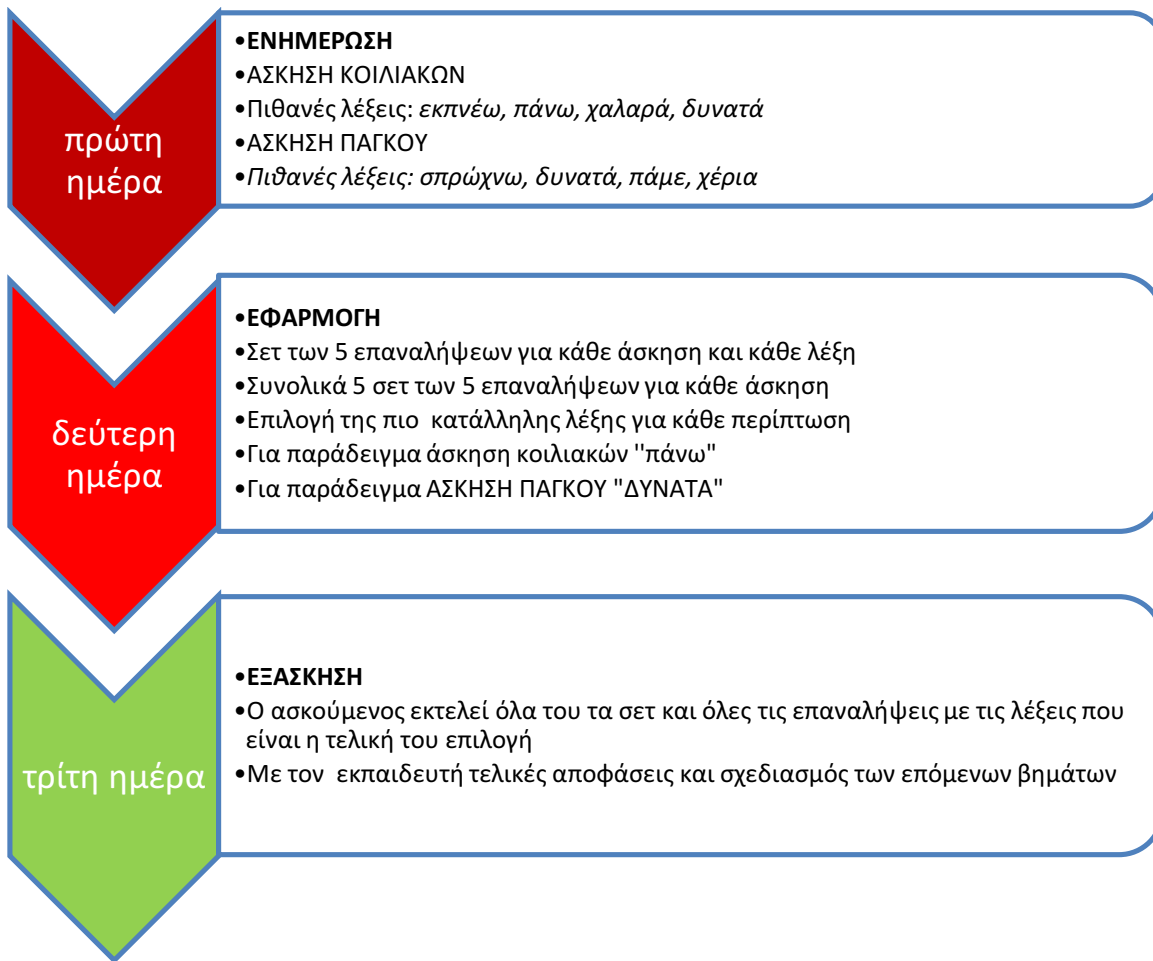 πρώτη
ημέρα
•ΕΝΗΜΕΡΩΣΗ
•ΑΣΚΗΣΗ ΚΟΙΛΙΑΚΩΝ
•Πιθανές λέξεις: εκπνέω, πάνω, χαλαρά, δυνατά
•ΑΣΚΗΣΗ ΠΑΓΚΟΥ
•Πιθανές λέξεις: σπρώχνω, δυνατά, πάμε, χέρια
δεύτερη
ημέρα
•ΕΦΑΡΜΟΓΗ
•Σετ των 5 επαναλήψεων για κάθε άσκηση και κάθε λέξη
•Συνολικά 5 σετ των 5 επαναλήψεων για κάθε άσκηση
•Επιλογή της πιο κατάλληλης λέξης για κάθε περίπτωση
•Για παράδειγμα άσκηση κοιλιακών ''πάνω"
•Για παράδειγμα ΑΣΚΗΣΗ ΠΑΓΚΟΥ "ΔΥΝΑΤΑ"
τρίτη ημέρα
•ΕΞΑΣΚΗΣΗ
•Ο ασκούμενος εκτελεί όλα του τα σετ και όλες τις επαναλήψεις με τις λέξεις που
είναι η τελική του επιλογή
•Με τον εκπαιδευτή τελικές αποφάσεις και σχεδιασμός των επόμενων βημάτων